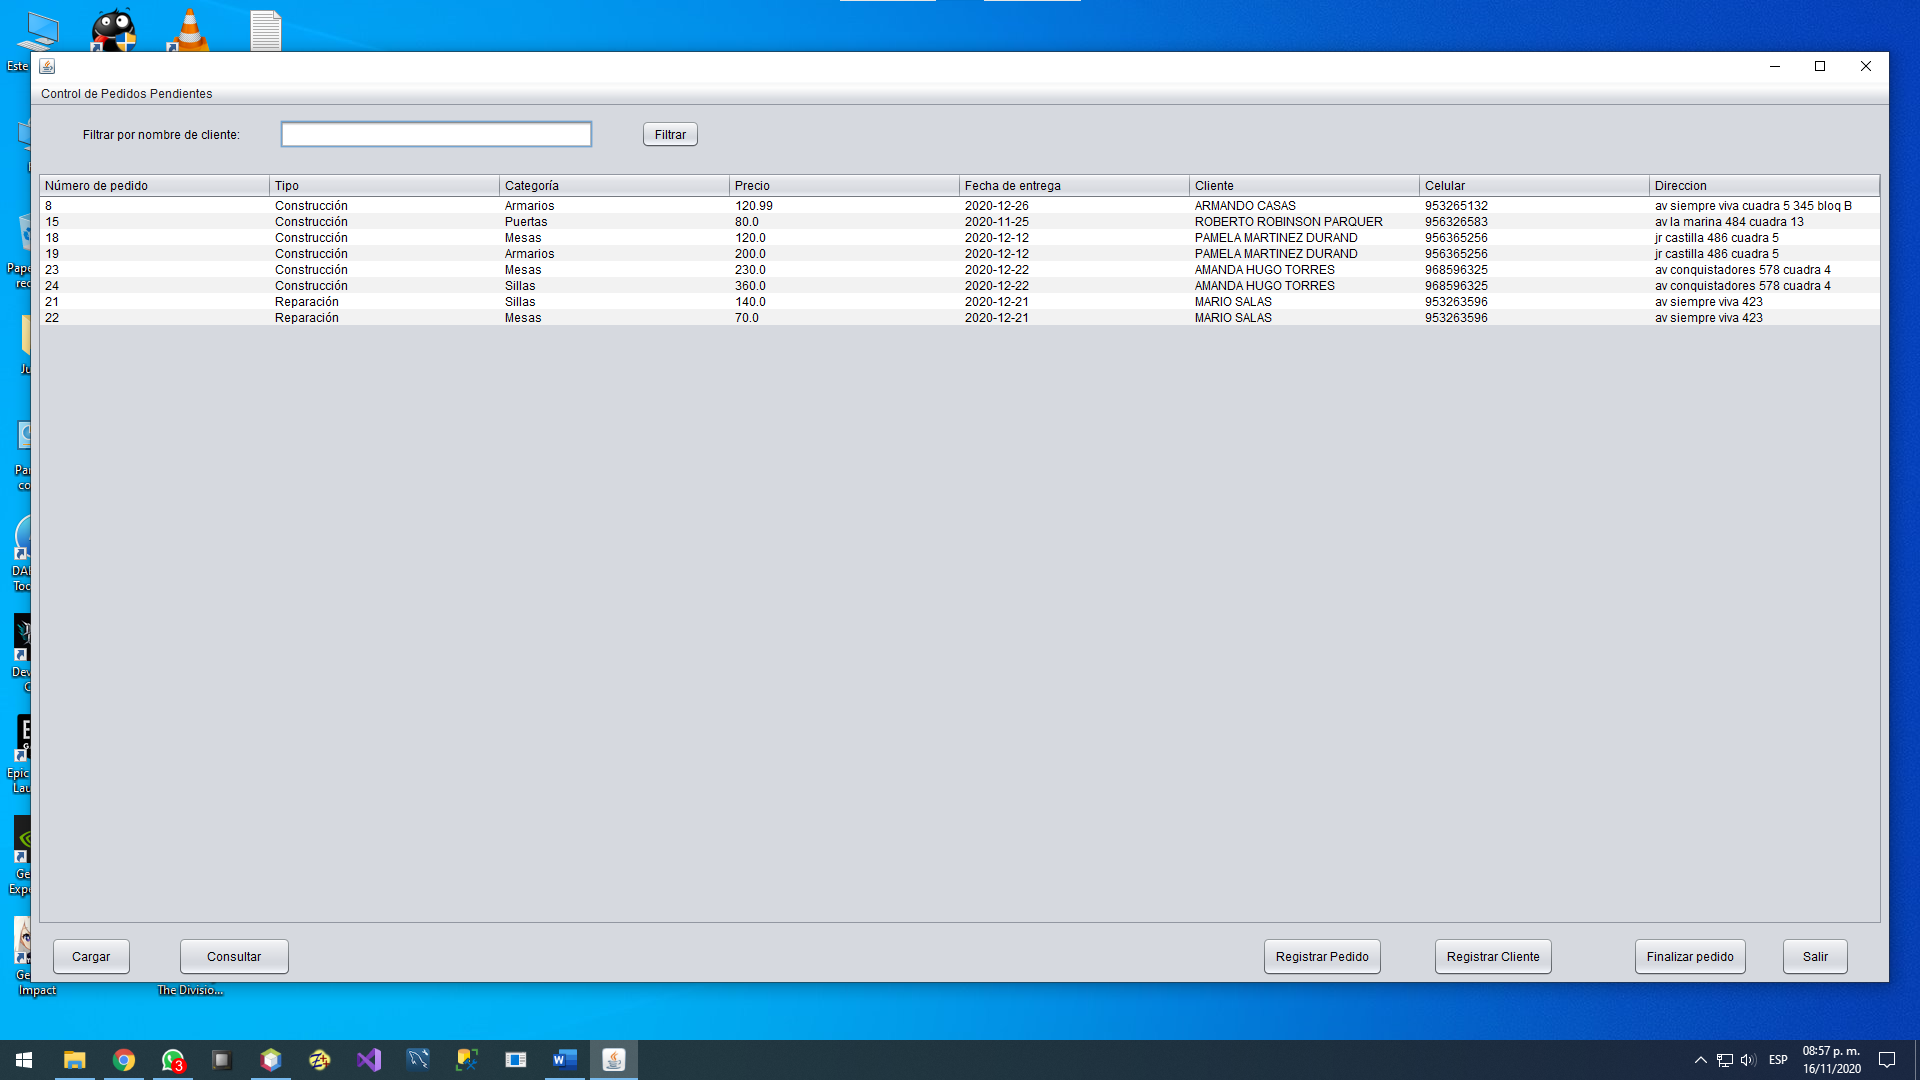 Este
Control de Pedidos Pendientes
Filtrar por nombre de cliente:
Filtrar
Número de pedido Tipo Categoría Precio Fecha de entrega Cliente Celular Direccion
8 Construcción Armarios 120.99 2020-12-26 ARMANDO CASAS 953265132 av siempre viva cuadra 5 345 bloq B
15 Construcción Puertas 80.0 2020-11-25 ROBERTO ROBINSON PARQUER 956326583 av la marina 484 cuadra 13
18 Construcción Mesas 120.0 2020-12-12 PAMELA MARTINEZ DURAND 956365256 jr castilla 486 cuadra 5
19 Construcción Armarios 200.0 2020-12-12 PAMELA MARTINEZ DURAND 956365256 jr castilla 486 cuadra 5
23 Construcción Mesas 230.0 2020-12-22 AMANDA HUGO TORRES 968596325 av conquistadores 578 cuadra 4
24 Construcción Sillas 360.0 2020-12-22 AMANDA HUGO TORRES 968596325 av conquistadores 578 cuadra 4
21 Reparación Sillas 140.0 2020-12-21 MARIO SALAS 953263596 av siempre viva 423
22 Reparación Mesas 70.0 2020-12-21 MARIO SALAS 953263596 av siempre viva 423
Epic
Cargar Consultar Registrar Pedido Registrar Cliente Finalizar pedido Salir
Impact
The Divisio...
3
ESP
08:57 p. m.
16/11/2020